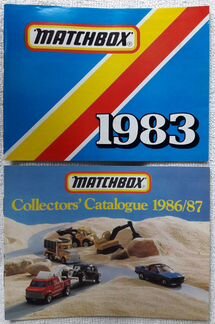 MATCHBOX
1983
MATCHBOX
Collectors' Catalogue 1986/87